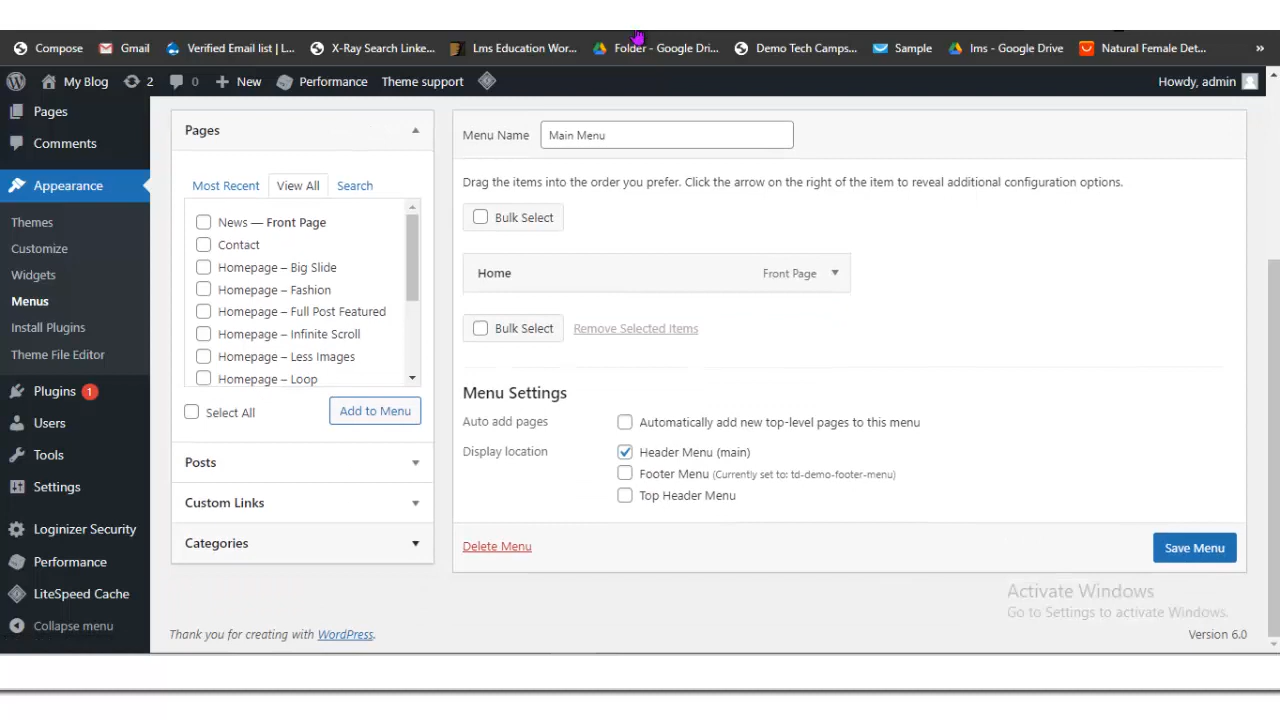 Compose Gmail Verified Email list | L... X-Ray Search Linke... Lms Education Wor... Folder - Google Dri... Demo Tech Camps... Sample lms - Google Drive Natural Female Det... »
My Blog 2 0 New Performance Theme support Howdy, admin
Pages
Comments
Appearance
Themes
Customize
Widgets
Menus
Install Plugins
Theme File Editor
Plugins 1
Users
Tools
Settings
Loginizer Security
Performance
LiteSpeed Cache
Collapse menu
Pages
Most Recent View All Search
News — Front Page
Contact
Homepage – Big Slide
Homepage – Fashion
Homepage – Full Post Featured
Homepage – Infinite Scroll
Homepage – Less Images
Homepage – Loop
Select All Add to Menu
Posts
Custom Links
Categories
Menu Name Main Menu
Drag the items into the order you prefer. Click the arrow on the right of the item to reveal additional configuration options.
Bulk Select
Home Front Page
Bulk Select Remove Selected Items
Menu Settings
Auto add pages Automatically add new top-level pages to this menu
Display location Header Menu (main)
Footer Menu (Currently set to: td-demo-footer-menu)
Top Header Menu
Delete Menu Save Menu
Activate Windows
Go to Settings to activate Windows.
Thank you for creating with WordPress. Version 6.0